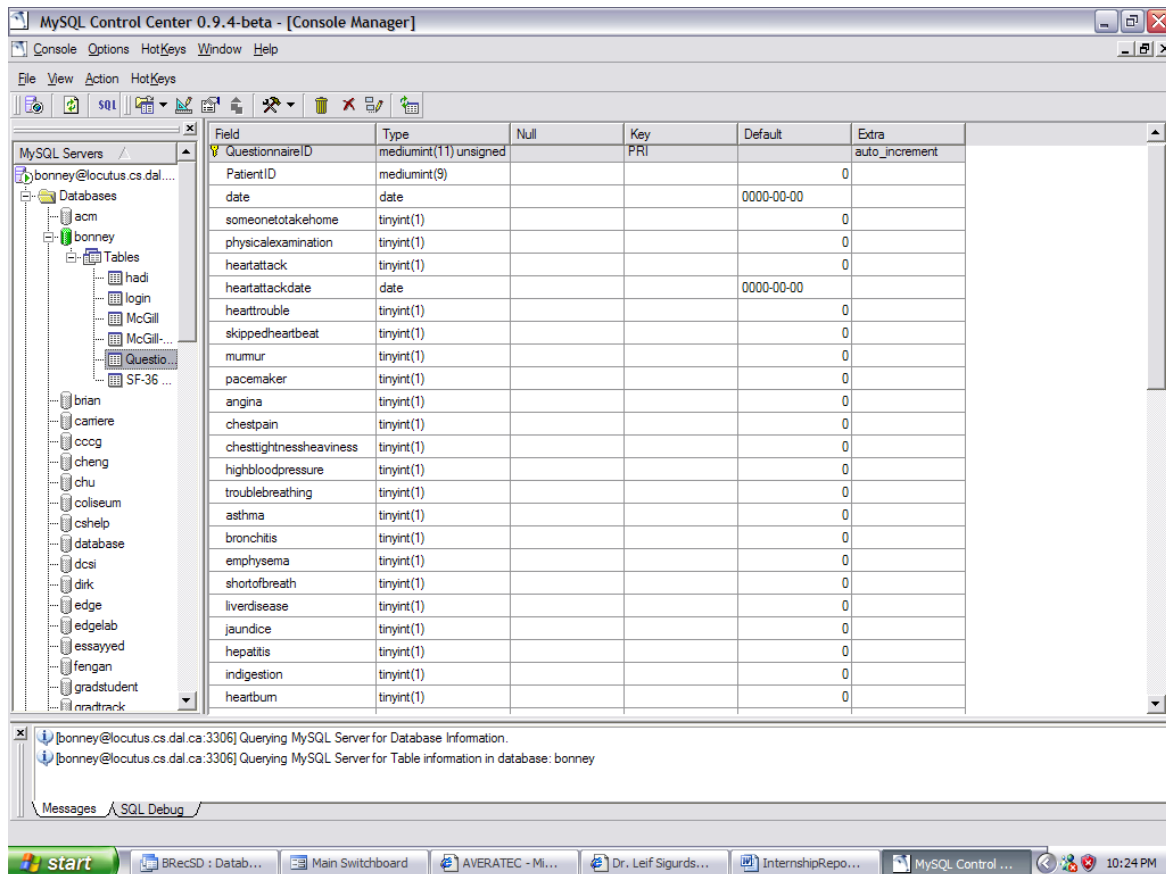 MySQL Control Center 0.9.4-beta - [Console Manager]
Console Options HotKeys Window Help
File View Action HotKeys
SQL
MySQL Servers
bonney@locutus.cs.dal....
Databases
acm
bonney
Tables
hadi
login
McGill
McGill-...
Questio...
SF-36 ...
brian
carriere
cccg
cheng
chu
coliseum
cshelp
database
dcsi
dirk
edge
edgelab
essayyed
fengan
gradstudent
gradtrack
Field Type Null Key Default Extra
QuestionnaireID mediumint(11) unsigned PRI auto_increment
PatientID mediumint(9) 0
date date 0000-00-00
someonetotakehome tinyint(1) 0
physicalexamination tinyint(1) 0
heartattack tinyint(1) 0
heartattackdate date 0000-00-00
hearttrouble tinyint(1) 0
skippedheartbeat tinyint(1) 0
murmur tinyint(1) 0
pacemaker tinyint(1) 0
angina tinyint(1) 0
chestpain tinyint(1) 0
chesttightnessheaviness tinyint(1) 0
highbloodpressure tinyint(1) 0
troublebreathing tinyint(1) 0
asthma tinyint(1) 0
bronchitis tinyint(1) 0
emphysema tinyint(1) 0
shortofbreath tinyint(1) 0
liverdisease tinyint(1) 0
jaundice tinyint(1) 0
hepatitis tinyint(1) 0
indigestion tinyint(1) 0
heartburn tinyint(1) 0
[bonney@locutus.cs.dal.ca:3306] Querying MySQL Server for Database Information.
[bonney@locutus.cs.dal.ca:3306] Querying MySQL Server for Table information in database: bonney
Messages SQL Debug
start BRecSD : Datab... Main Switchboard AVERATEC - Mi... Dr. Leif Sigurds... InternshipRepo... MySQL Control ... 10:24 PM